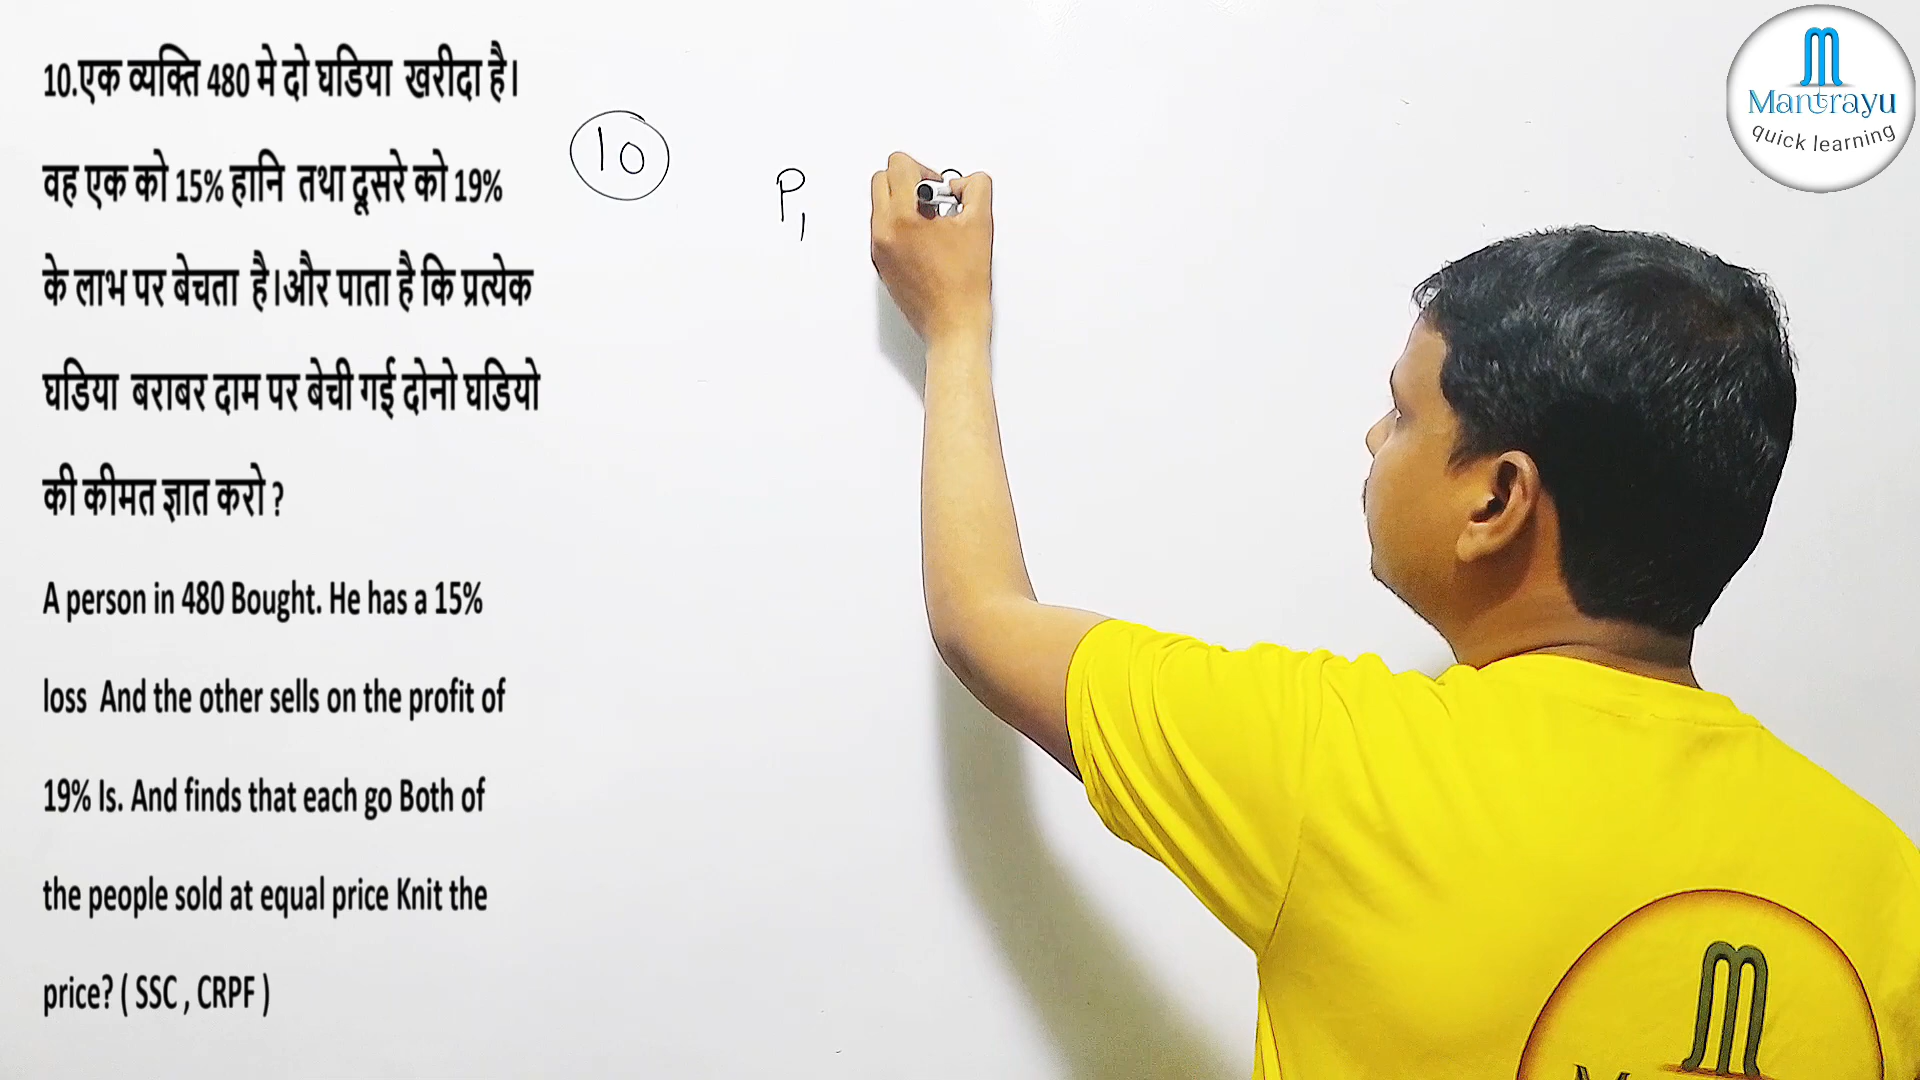 10.एक व्यक्ति 480 मे दो घडिया खरीदा है।
वह एक को 15% हानि तथा दूसरे को 19%
के लाभ पर बेचता है।और पाता है कि प्रत्येक
घडिया बराबर दाम पर बेची गई दोनो घडियो
की कीमत ज्ञात करो ?
A person in 480 Bought. He has a 15%
loss And the other sells on the profit of
19% Is. And finds that each go Both of
the people sold at equal price Knit the
price? ( SSC , CRPF )
10
P1
Mantrayu
quick learning